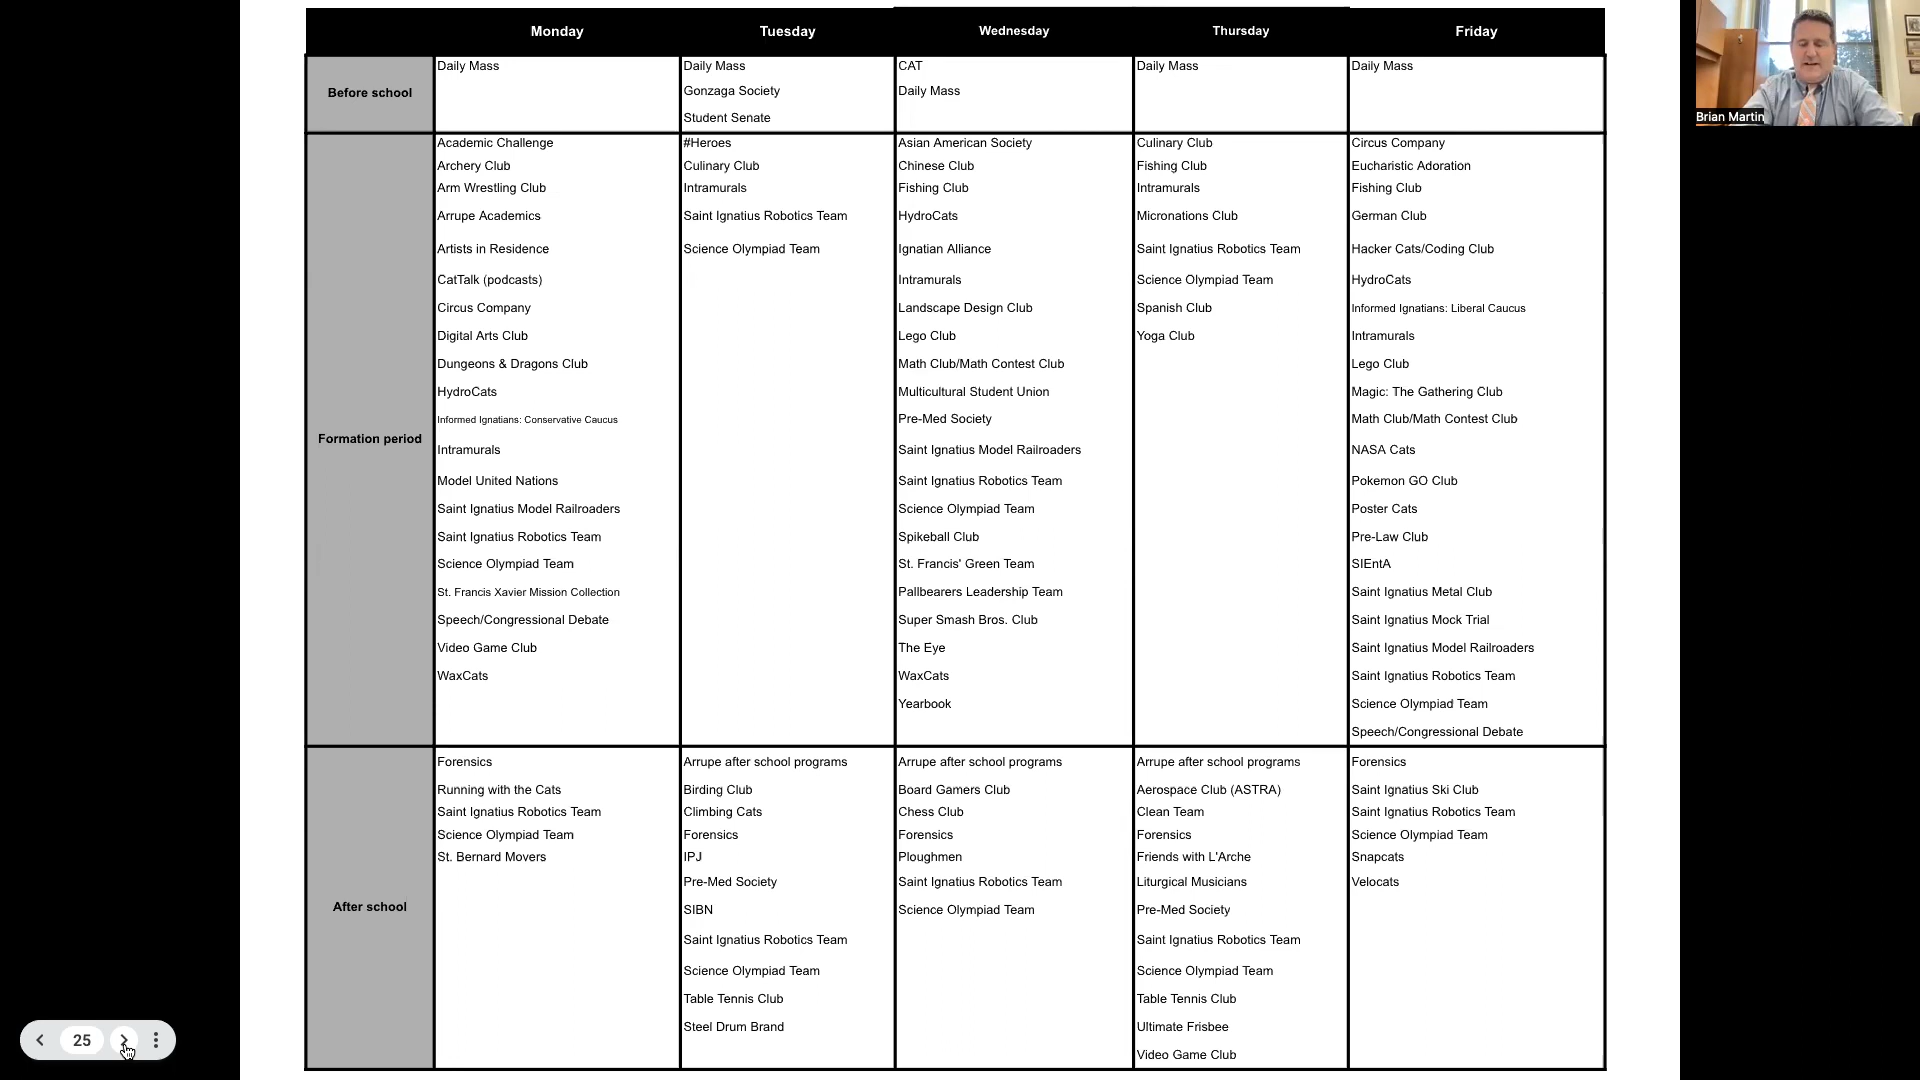 Monday
Tuesday
Wednesday
Thursday
Friday
Before school
Daily Mass
Daily Mass
Gonzaga Society
Student Senate
CAT
Daily Mass
Daily Mass
Daily Mass
Formation period
Academic Challenge
Archery Club
Arm Wrestling Club
Arrupe Academics
Artists in Residence
CatTalk (podcasts)
Circus Company
Digital Arts Club
Dungeons & Dragons Club
HydroCats
Informed Ignatians: Conservative Caucus
Intramurals
Model United Nations
Saint Ignatius Model Railroaders
Saint Ignatius Robotics Team
Science Olympiad Team
St. Francis Xavier Mission Collection
Speech/Congressional Debate
Video Game Club
WaxCats
#Heroes
Culinary Club
Intramurals
Saint Ignatius Robotics Team
Science Olympiad Team
Asian American Society
Chinese Club
Fishing Club
HydroCats
Ignatian Alliance
Intramurals
Landscape Design Club
Lego Club
Math Club/Math Contest Club
Multicultural Student Union
Pre-Med Society
Saint Ignatius Model Railroaders
Saint Ignatius Robotics Team
Science Olympiad Team
Spikeball Club
St. Francis' Green Team
Pallbearers Leadership Team
Super Smash Bros. Club
The Eye
WaxCats
Yearbook
Culinary Club
Fishing Club
Intramurals
Micronations Club
Saint Ignatius Robotics Team
Science Olympiad Team
Spanish Club
Yoga Club
Circus Company
Eucharistic Adoration
Fishing Club
German Club
Hacker Cats/Coding Club
HydroCats
Informed Ignatians: Liberal Caucus
Intramurals
Lego Club
Magic: The Gathering Club
Math Club/Math Contest Club
NASA Cats
Pokemon GO Club
Poster Cats
Pre-Law Club
SIEntA
Saint Ignatius Metal Club
Saint Ignatius Mock Trial
Saint Ignatius Model Railroaders
Saint Ignatius Robotics Team
Science Olympiad Team
Speech/Congressional Debate
After school
Forensics
Running with the Cats
Saint Ignatius Robotics Team
Science Olympiad Team
St. Bernard Movers
Arrupe after school programs
Birding Club
Climbing Cats
Forensics
IPJ
Pre-Med Society
SIBN
Saint Ignatius Robotics Team
Science Olympiad Team
Table Tennis Club
Steel Drum Brand
Arrupe after school programs
Board Gamers Club
Chess Club
Forensics
Ploughmen
Saint Ignatius Robotics Team
Science Olympiad Team
Arrupe after school programs
Aerospace Club (ASTRA)
Clean Team
Forensics
Friends with L'Arche
Liturgical Musicians
Pre-Med Society
Saint Ignatius Robotics Team
Science Olympiad Team
Table Tennis Club
Ultimate Frisbee
Video Game Club
Forensics
Saint Ignatius Ski Club
Saint Ignatius Robotics Team
Science Olympiad Team
Snapcats
Velocats
Brian Martin
25